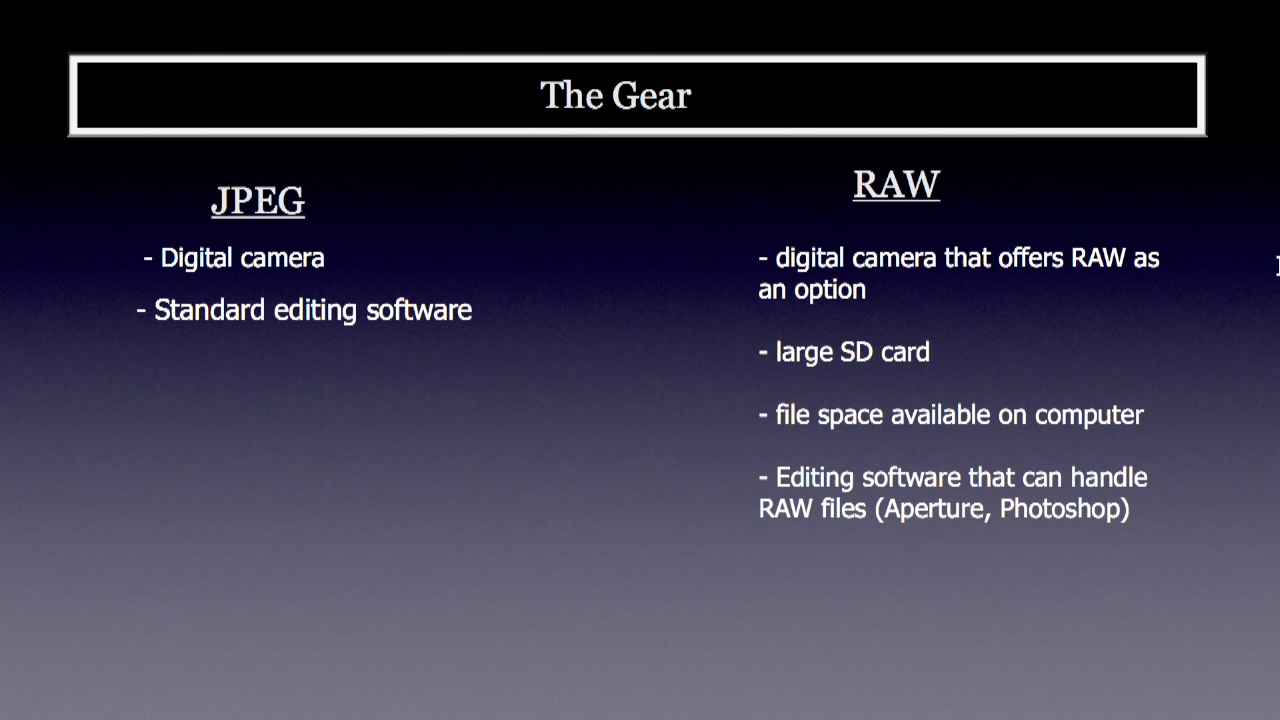 The Gear
JPEG
- Digital camera
- Standard editing software
RAW
- digital camera that offers RAW as
an option
- large SD card
- file space available on computer
- Editing software that can handle
RAW files (Aperture, Photoshop)